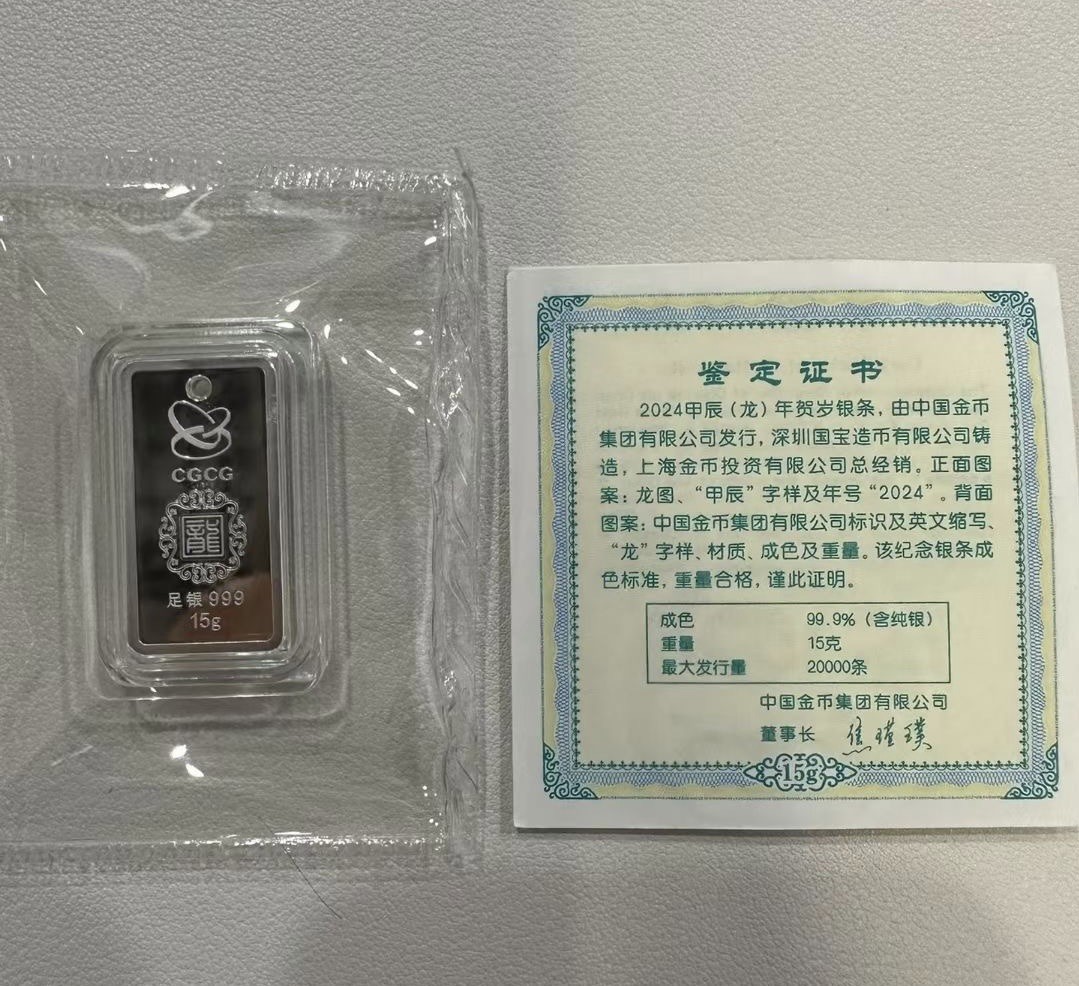 CGCG
龍
足银 999
15g
鉴定证书
2024甲辰（龙）年贺岁银条，由中国金币
集团有限公司发行，深圳国宝造币有限公司铸
造，上海金币投资有限公司总经销。正面图
案：龙图、“甲辰”字样及年号“2024”。背面
图案：中国金币集团有限公司标识及英文缩写、
“龙”字样、材质、成色及重量。该纪念银条成
色标准，重量合格，谨此证明。
成色 99.9%（含纯银）
重量 15克
最大发行量 20000条
中国金币集团有限公司
董事长 焦瑾璞
15g